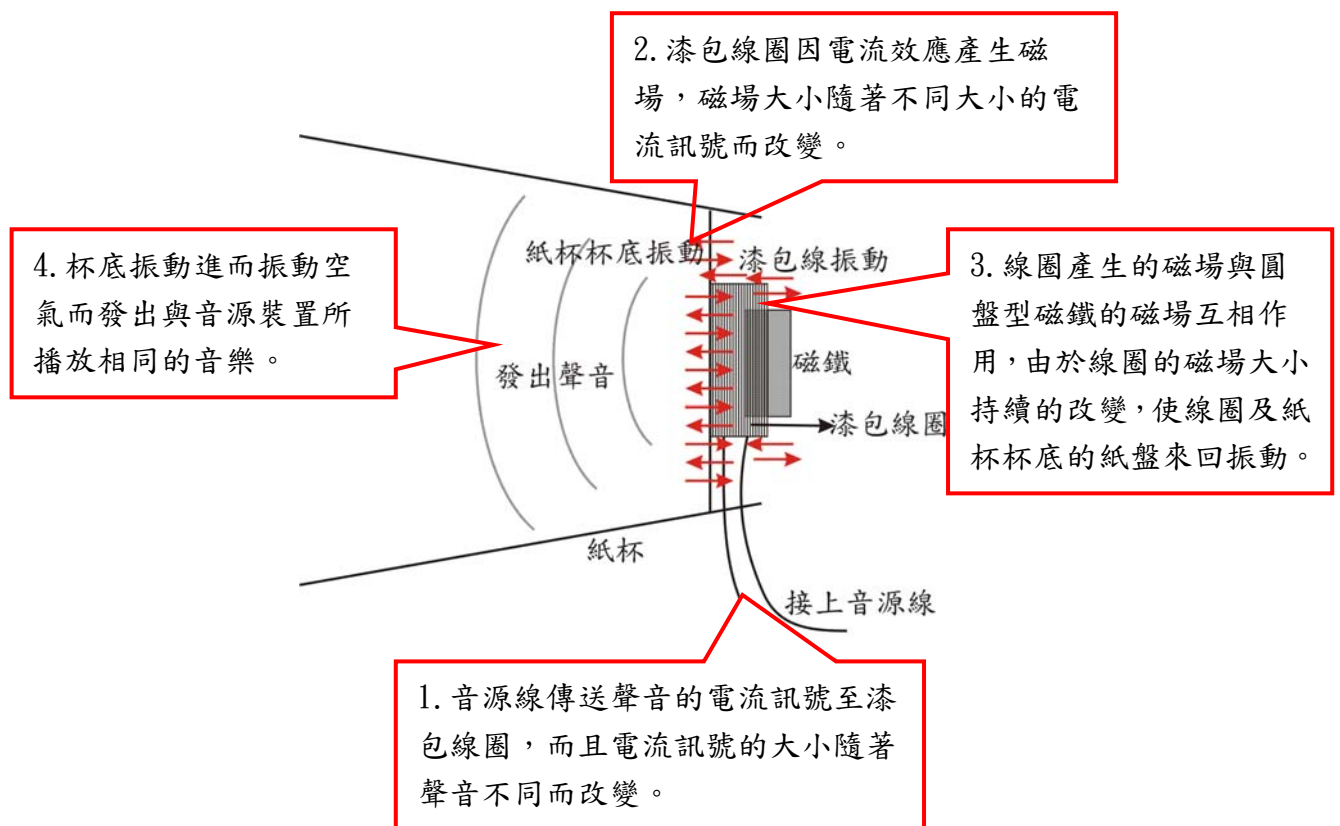 2.漆包線圈因電流效應產生磁
場,磁場大小隨著不同大小的電
流訊號而改變。
4.杯底振動進而振動空
氣而發出與音源裝置所
播放相同的音樂。
紙杯杯底振動
漆包線振動
3.線圈產生的磁場與圓
盤型磁鐵的磁場互相作
用,由於線圈的磁場大小
持續的改變,使線圈及紙
杯杯底的紙盤來回振動。
發出聲音
磁鐵
漆包線圈
紙杯
接上音源線
1.音源線傳送聲音的電流訊號至漆
包線圈,而且電流訊號的大小隨著
聲音不同而改變。